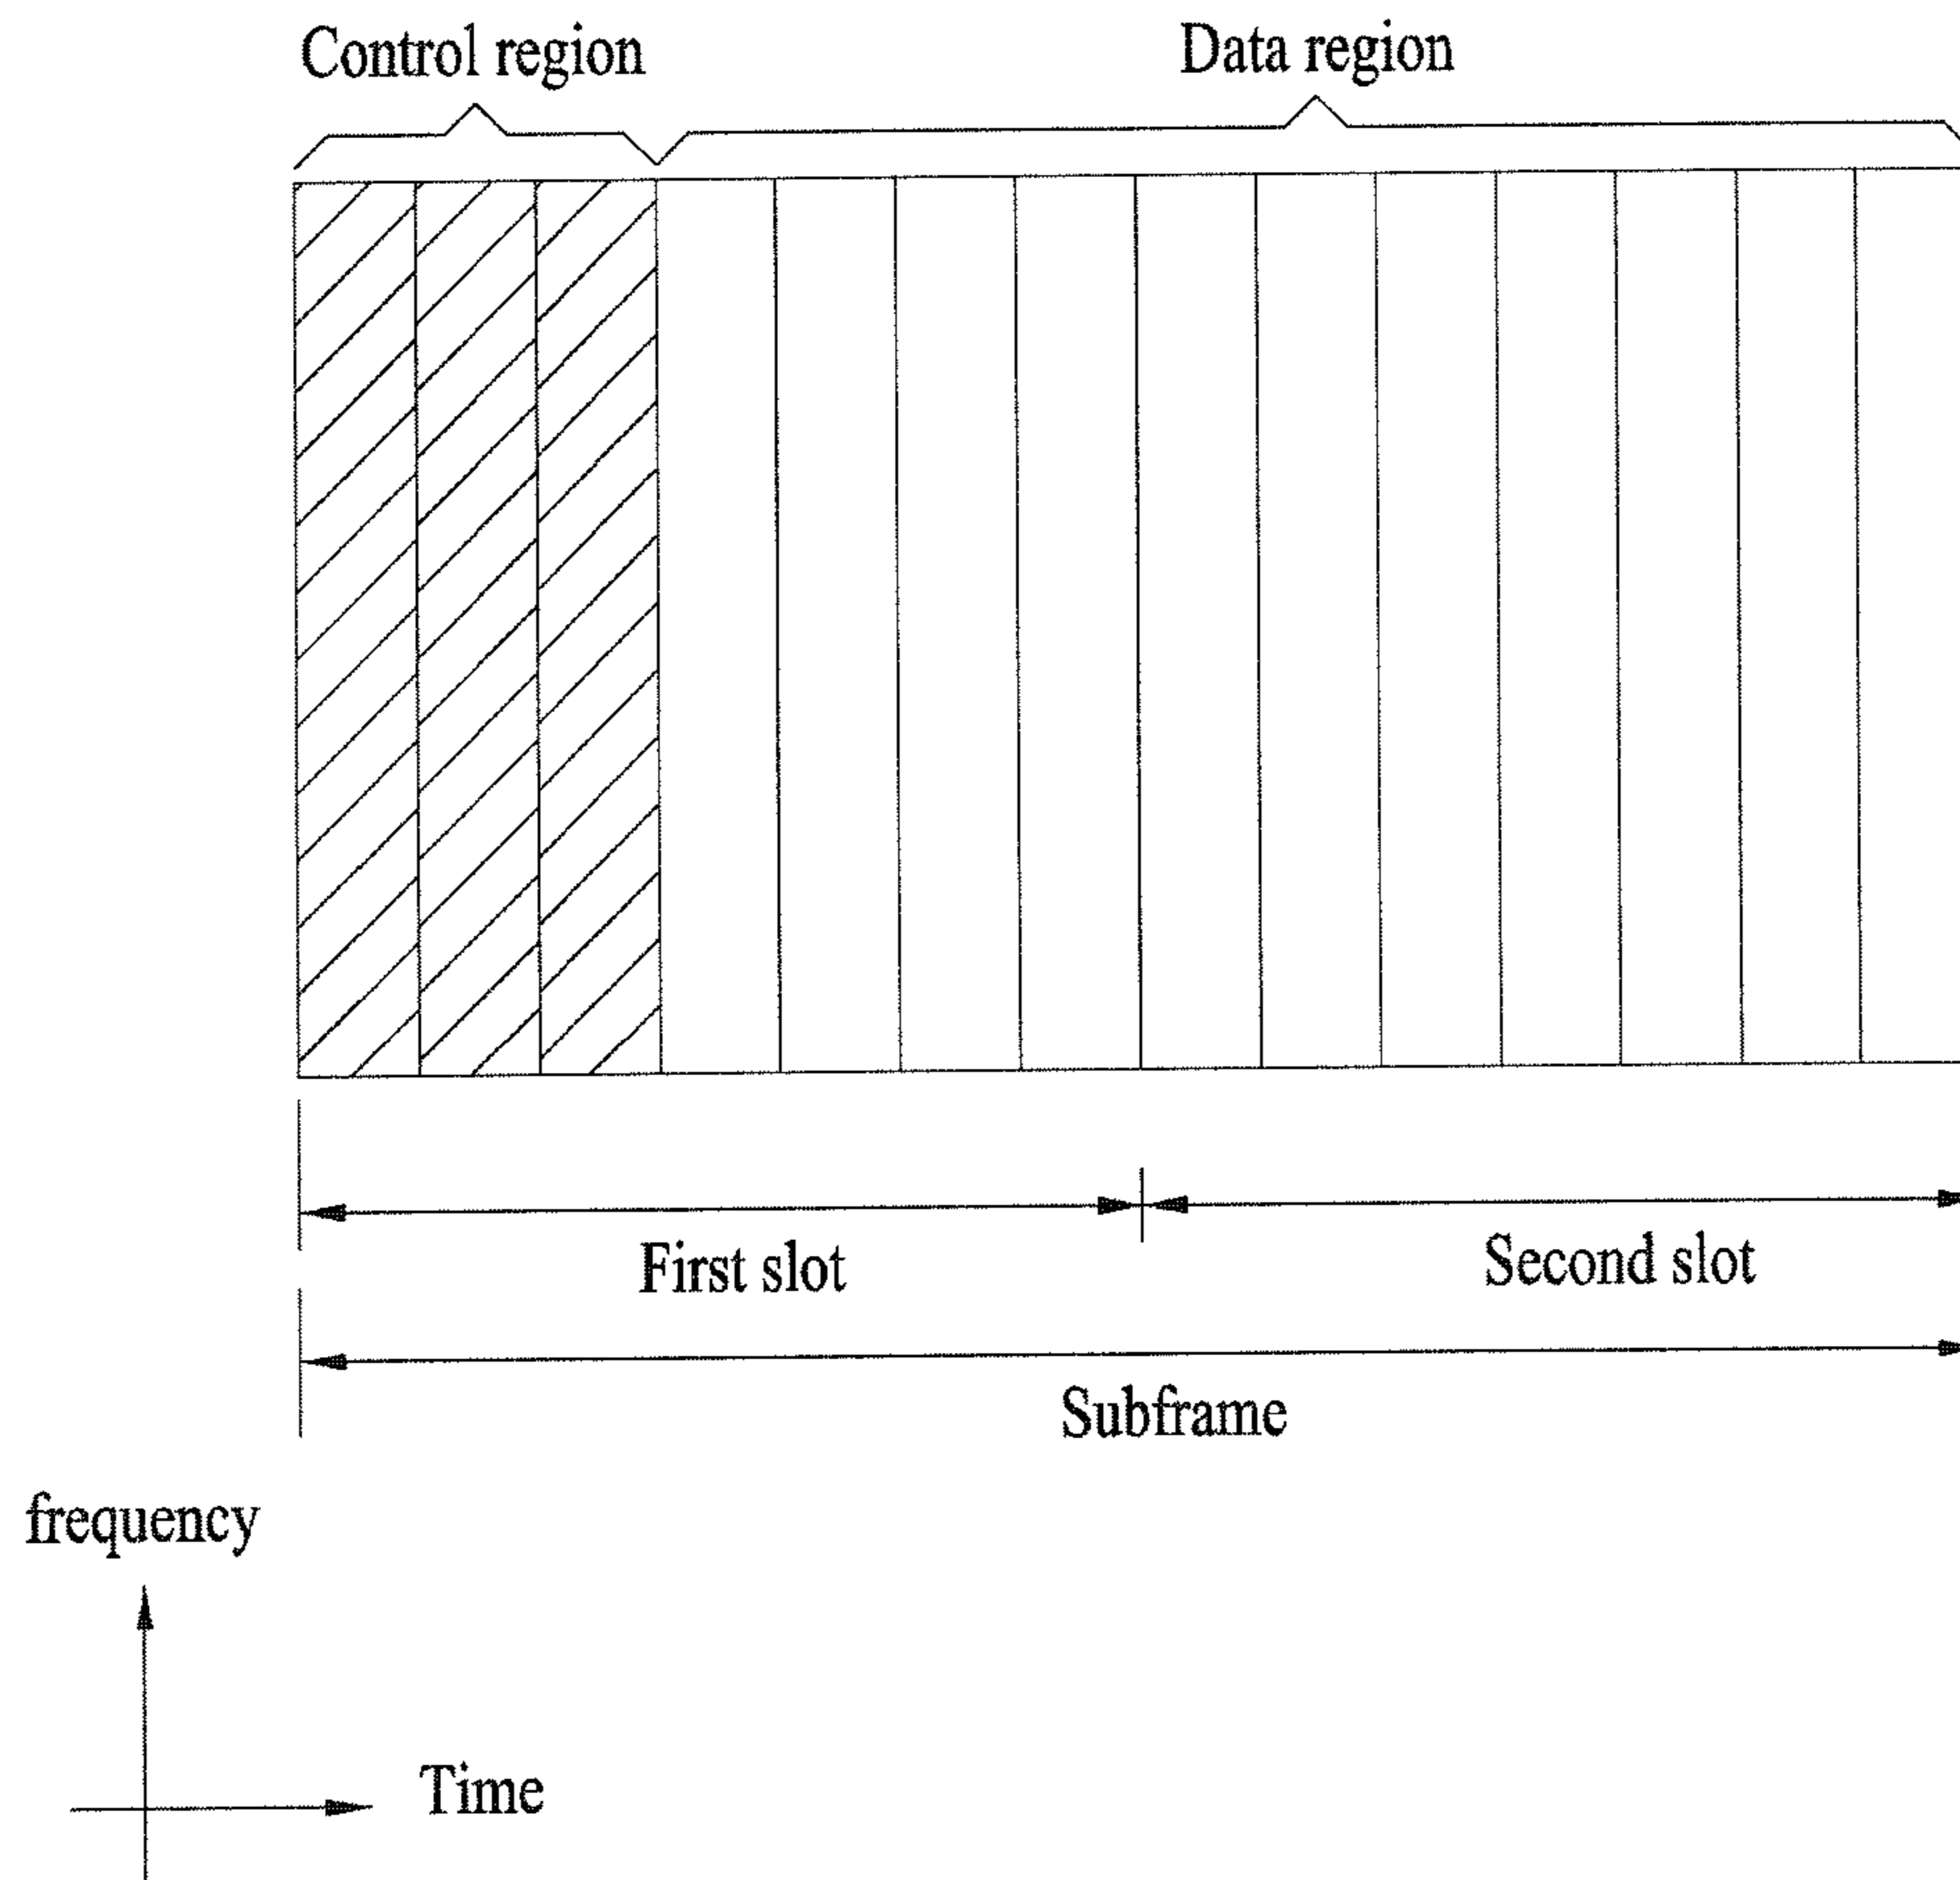 Control region
Data region
First slot
Second slot
Subframe
frequency
Time